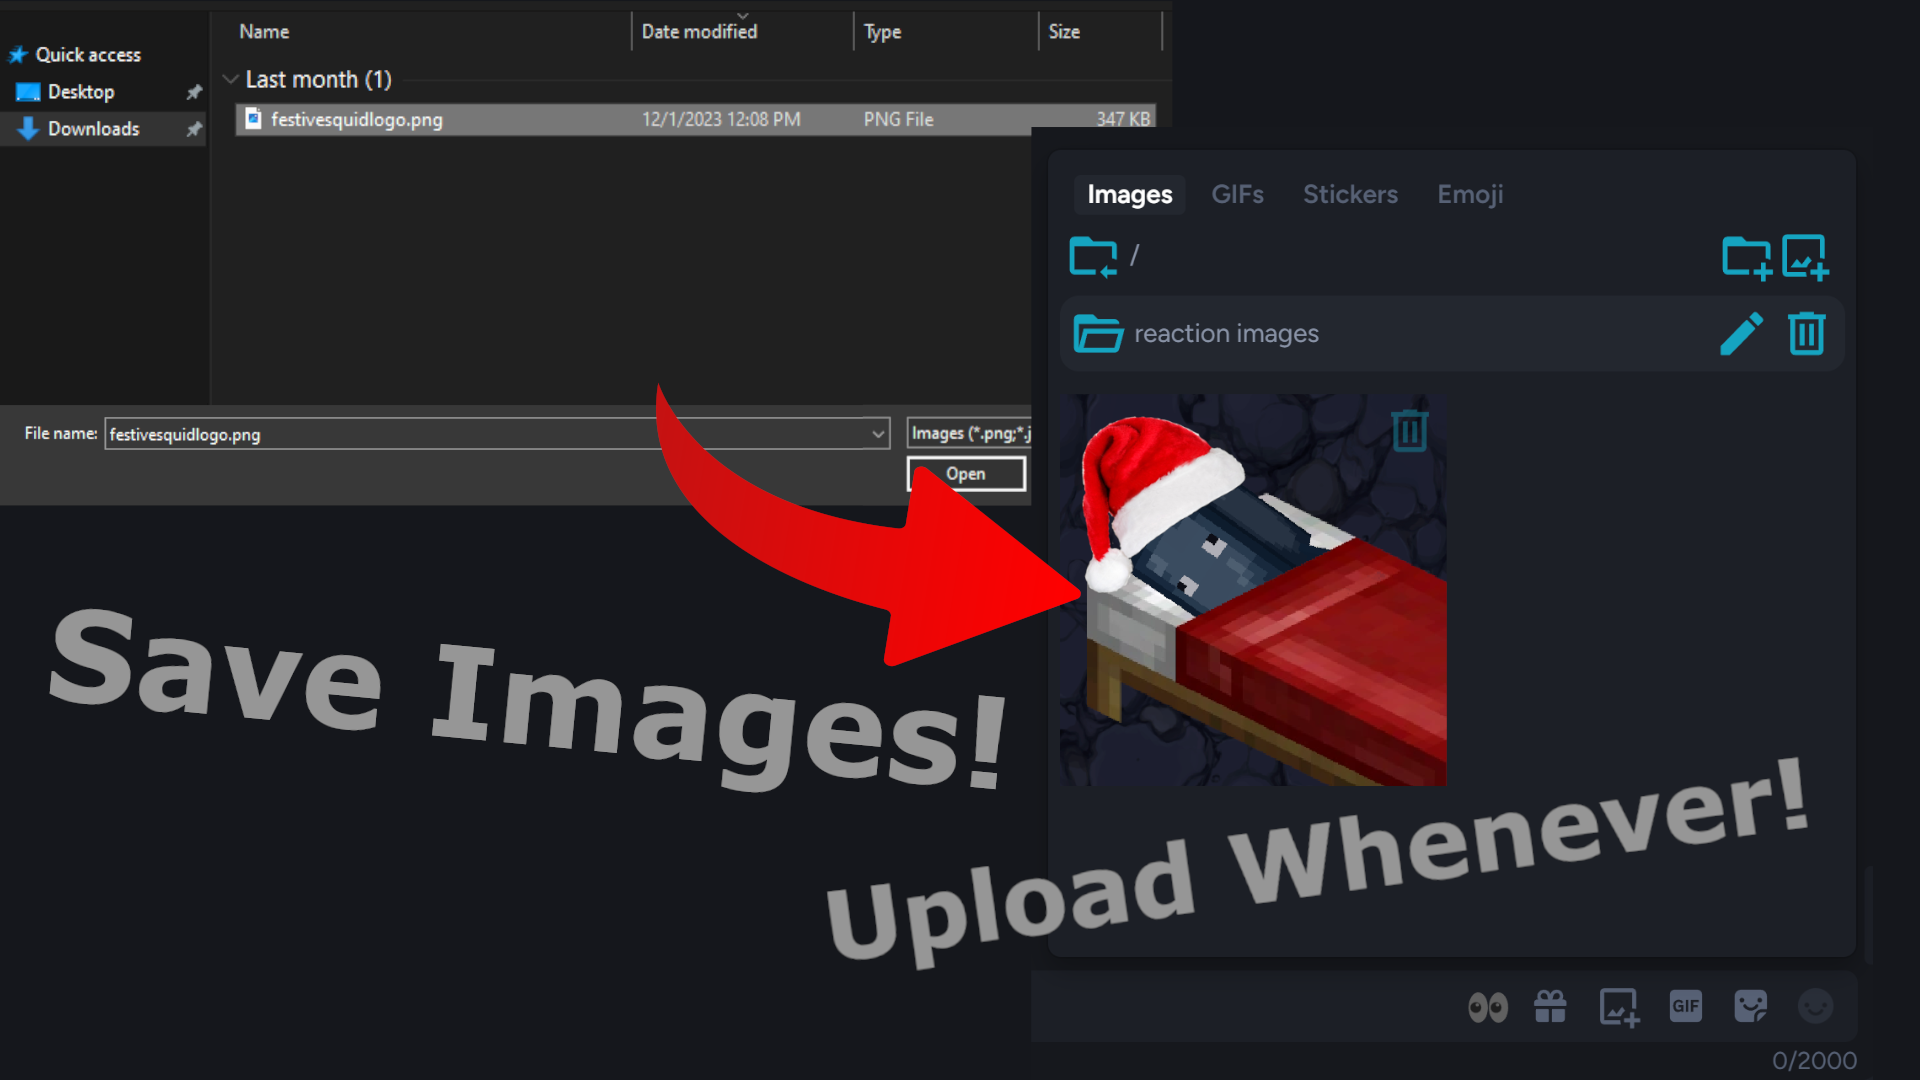 Name Date modified Type Size
Quick access
Desktop
Downloads
Last month (1)
festivesquidlogo.png 12/1/2023 12:08 PM PNG File 347 KB
File name: festivesquidlogo.png Images (*.png;*.j
Open
Images GIFs Stickers Emoji
/
reaction images
Save Images!
Upload Whenever!
GIF
0/2000